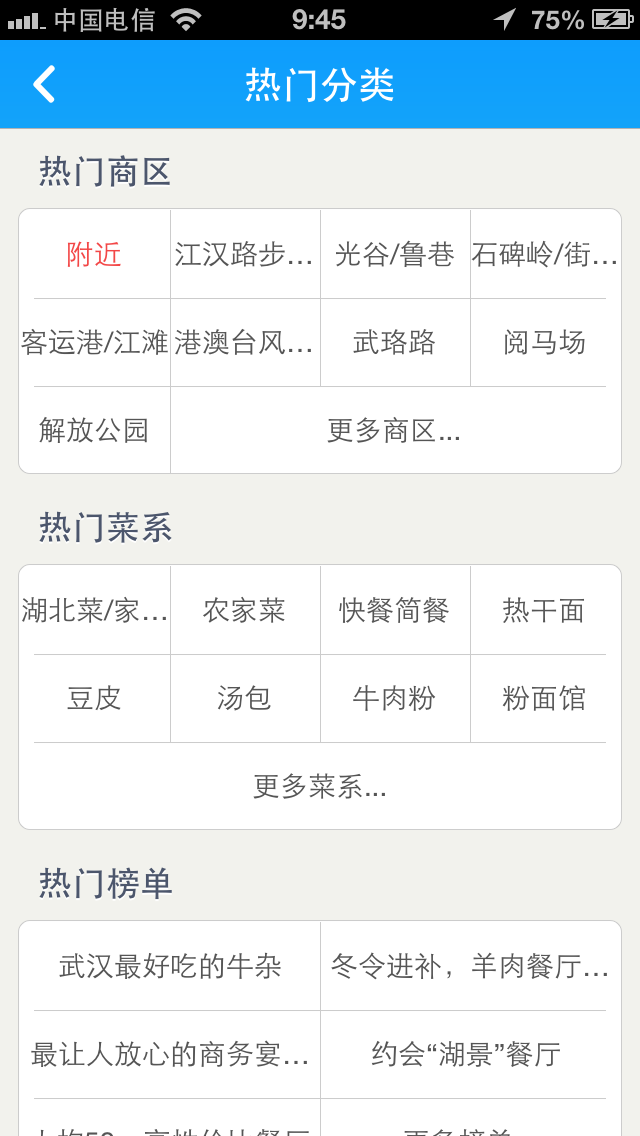 中国电信 9:45 75%
热门分类
热门商区
附近 江汉路步... 光谷/鲁巷 石碑岭/街...
客运港/江滩 港澳台风... 武珞路 阅马场
解放公园 更多商区...
热门菜系
湖北菜/家... 农家菜 快餐简餐 热干面
豆皮 汤包 牛肉粉 粉面馆
更多菜系...
热门榜单
武汉最好吃的牛杂 冬令进补，羊肉餐厅...
最让人放心的商务宴... 约会“湖景”餐厅